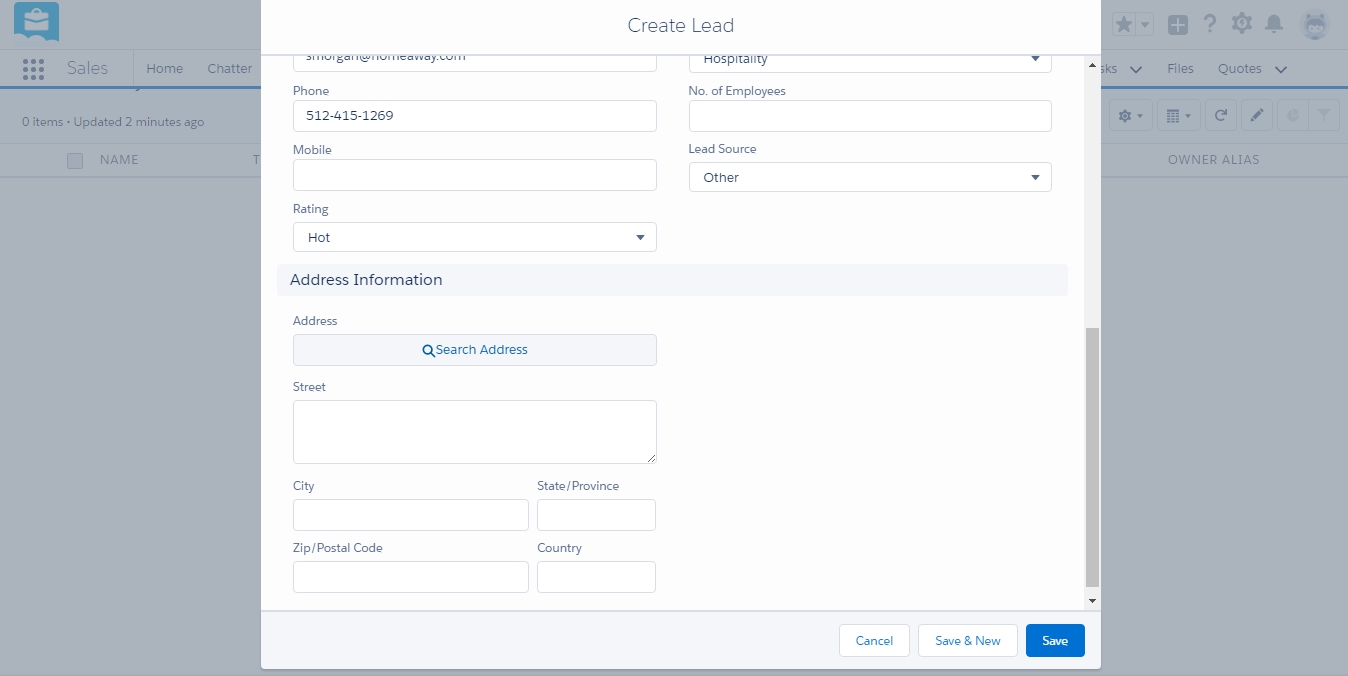 Create Lead
Sales
Home
Chatter
Files
Quotes
0 items • Updated 2 minutes ago
NAME
OWNER ALIAS
smorgan@homeaway.com
Hospitality
Phone
No. of Employees
512-415-1269
Mobile
Lead Source
Other
Rating
Hot
Address Information
Address
Search Address
Street
City
State/Province
Zip/Postal Code
Country
Cancel
Save & New
Save